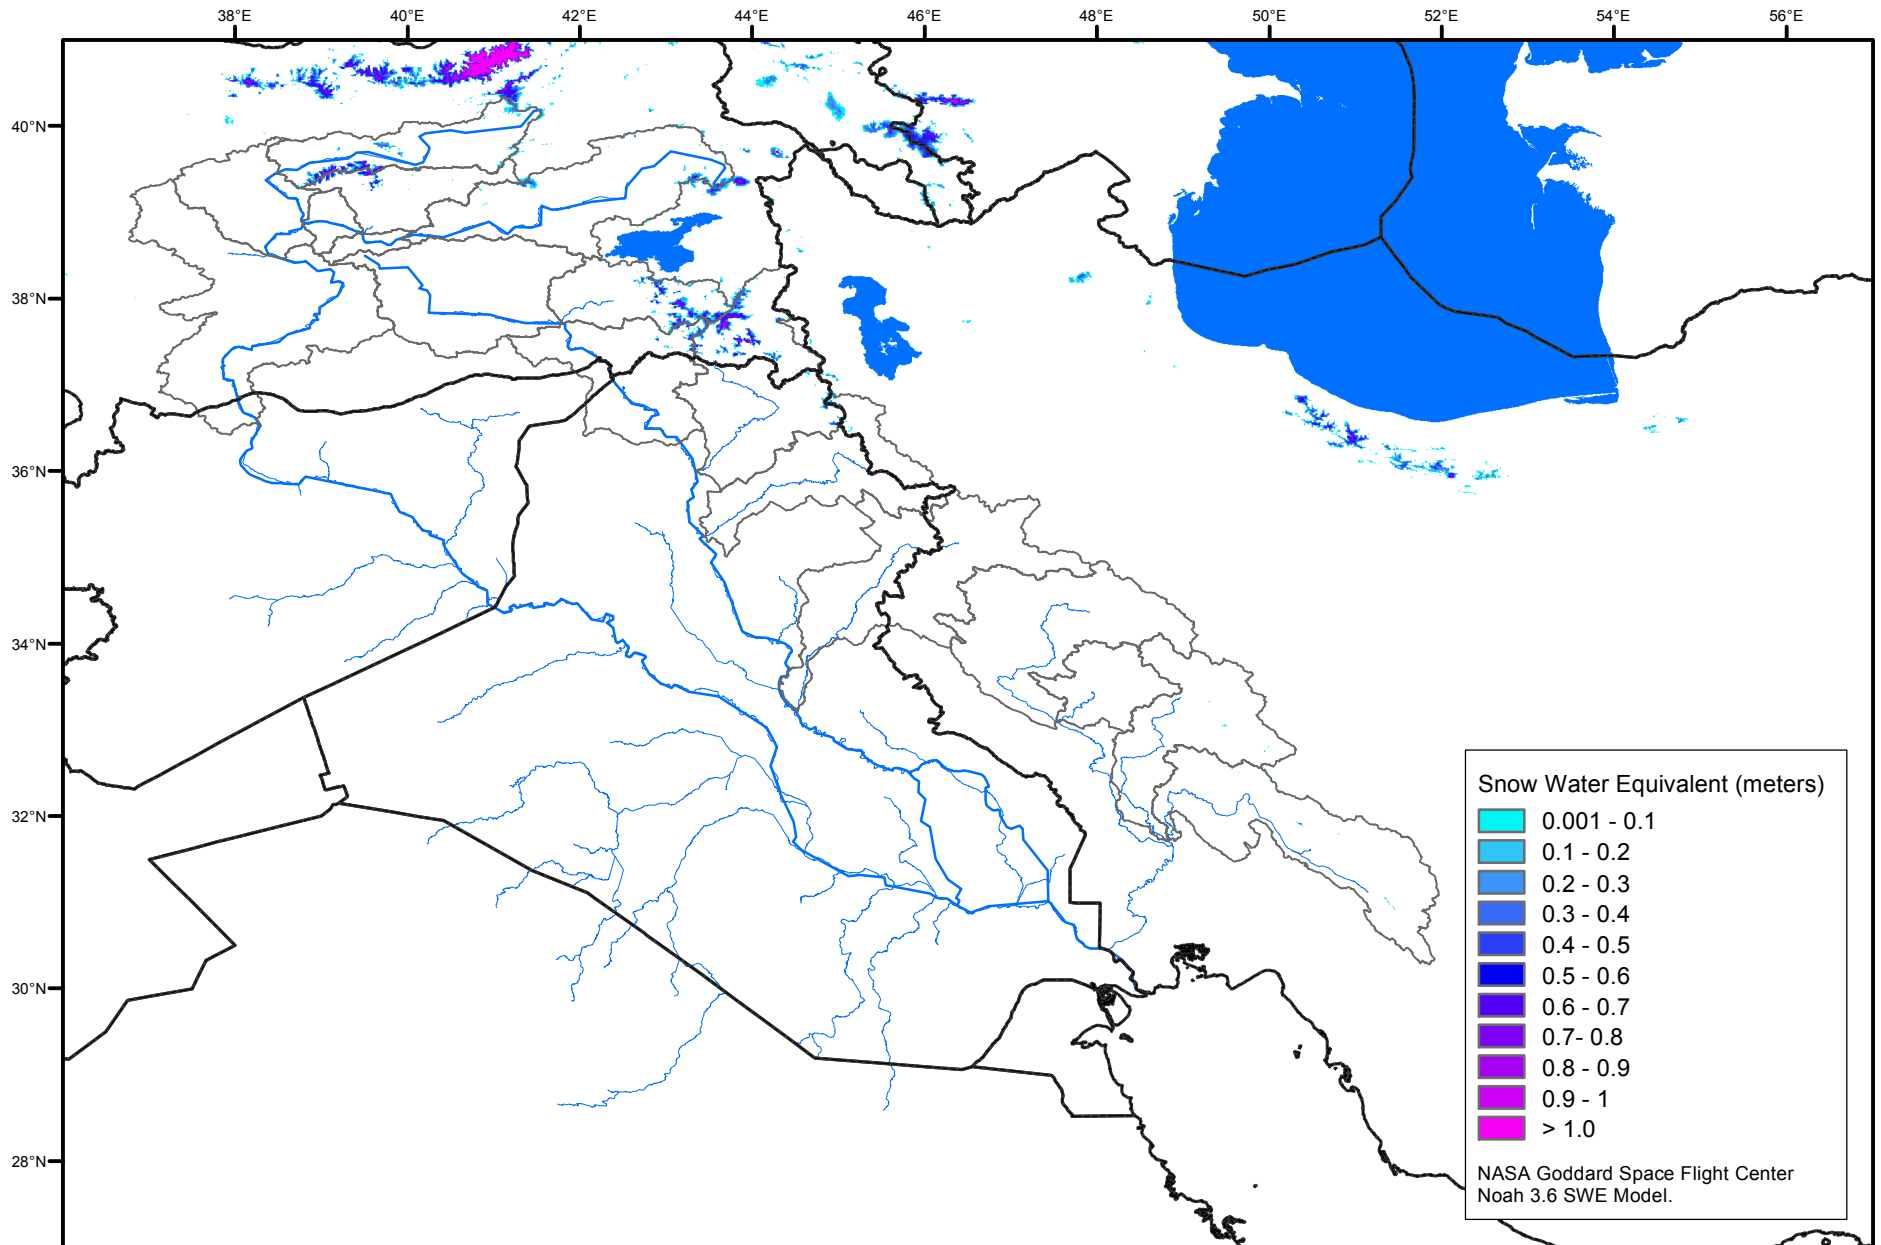 38°E 40°E 42°E 44°E 46°E 48°E 50°E 52°E 54°E 56°E
40°N
38°N
36°N
34°N
32°N
30°N
28°N
Snow Water Equivalent (meters)
0.001 - 0.1
0.1 - 0.2
0.2 - 0.3
0.3 - 0.4
0.4 - 0.5
0.5 - 0.6
0.6 - 0.7
0.7- 0.8
0.8 - 0.9
0.9 - 1
> 1.0
NASA Goddard Space Flight Center
Noah 3.6 SWE Model.